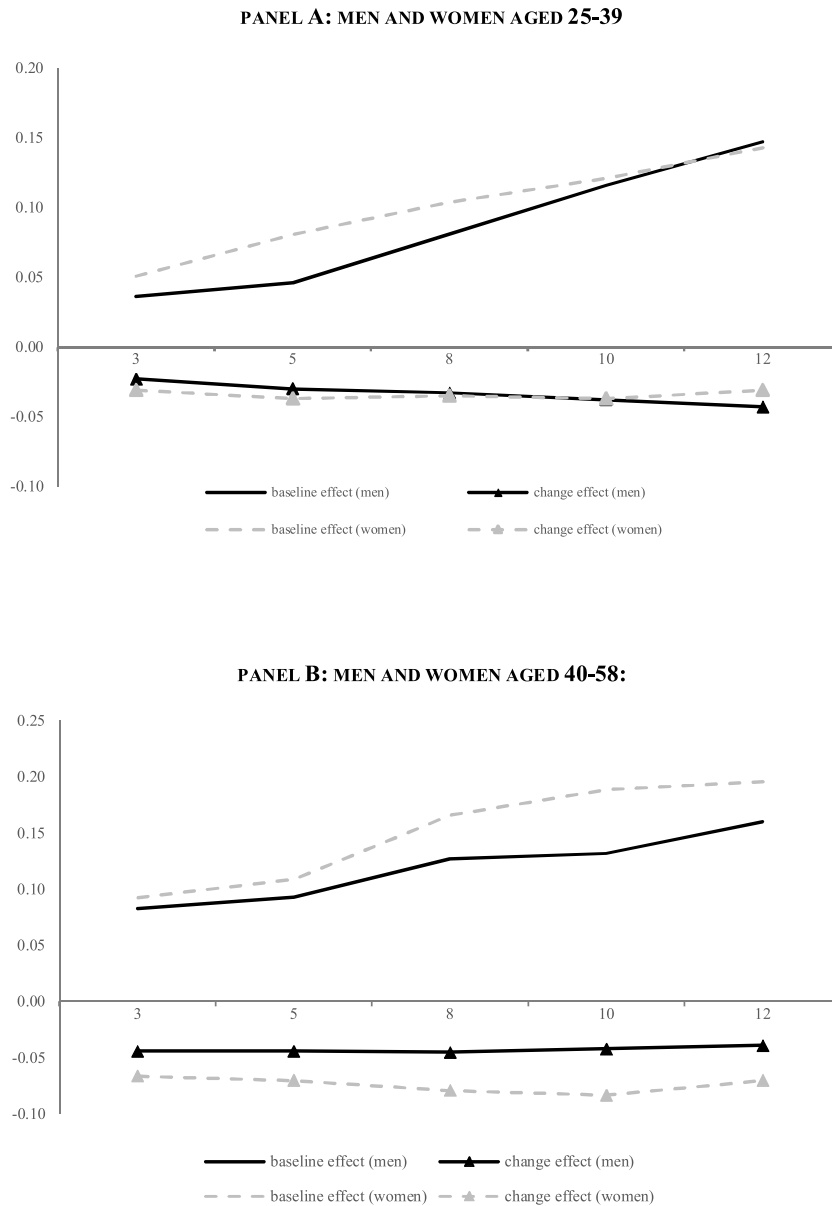 PANEL A: MEN AND WOMEN AGED 25-39
0.20
0.15
0.10
0.05
0.00
3 5 8 10 12
-0.05
-0.10
baseline effect (men) change effect (men)
baseline effect (women) change effect (women)
PANEL B: MEN AND WOMEN AGED 40-58:
0.25
0.20
0.15
0.10
0.05
0.00
3 5 8 10 12
-0.05
-0.10
baseline effect (men) change effect (men)
baseline effect (women) change effect (women)